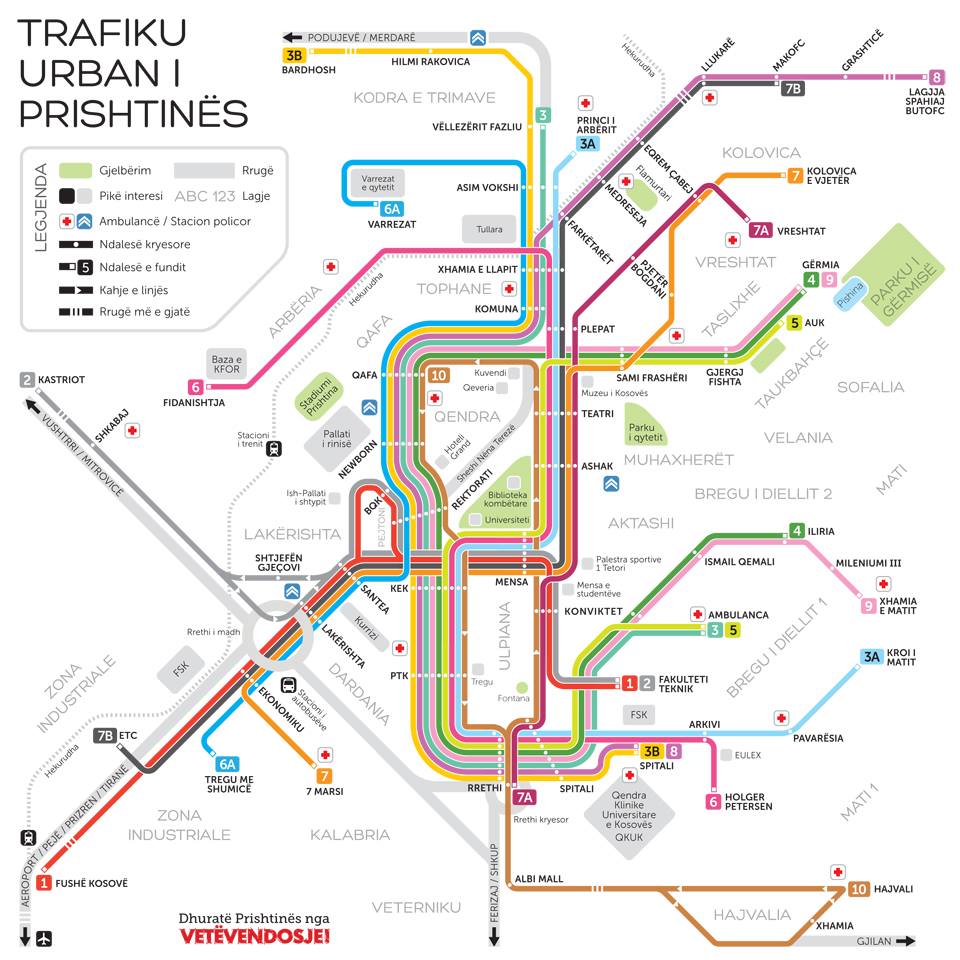 TRAFIKU
URBAN I
PRISHTINËS
LEGJENDA
Gjelbërim
Rrugë
Pikë interesi
ABC 123
Lagje
Ambulancë / Stacion policor
Ndalesë kryesore
5
Ndalesë e fundit
Kahje e linjës
Rrugë më e gjatë
PODUJEVË / MERDARË
3B
BARDHOSH
HILMI RAKOVICA
KODRA E TRIMAVE
VËLLEZËRIT FAZLIU
3
PRINCI I
ARBËRIT
3A
Hekurudha
LLUKARË
MAKOFC
GRASHTICË
7B
8
LAGJJA
SPAHIAJ
BUTOFC
Varrezat
e qytetit
6A
VARREZAT
ASIM VOKSHI
Tullara
EQREM ÇABEJ
MEDRESEJA
Flamurtari
FARKËTARËT
KOLOVICA
7
KOLOVICA
E VJETËR
7A
VRESHTAT
VRESHTAT
XHAMIA E LLAPIT
TOPHANE
KOMUNA
PJETËR
BOGDANI
GËRMIA
4
9
Pishina
PARKU I
GËRMISË
TASLIXHE
5
AUK
ARBËRIA
Hekurudha
QAFA
PLEPAT
TAUKBAHÇE
Baza e
KFOR
6
FIDANISHTJA
2
KASTRIOT
QAFA
10
Kuvendi
Qeveria
Muzeu i Kosovës
SAMI FRASHËRI
GJERGJ
FISHTA
SOFALIA
Stadiumi
Prishtina
QENDRA
TEATRI
Parku
i qytetit
VELANIA
SHKABAJ
VUSHTRRI / MITROVICË
Stacioni
i trenit
Pallati
i rinisë
NEWBORN
Hoteli
Grand
Sheshi Nëna Terezë
MUHAXHERËT
ASHAK
MATI
Ish-Pallati
i shtypit
BQK
PEJTONI
REKTORATI
Biblioteka
kombëtare
Universiteti
BREGU I DIELLIT 2
AKTASHI
LAKËRISHTA
SHTJEFËN
GJEÇOVI
4
ILIRIA
ISMAIL QEMALI
MILENIUMI III
9
XHAMIA
E MATIT
Palestra sportive
1 Tetori
Mensa e
studentëve
KEK
MENSA
SANTEA
KONVIKTET
AMBULANCA
3
5
Rrethi i madh
LAKËRISHTA
Kurrizi
ULPIANA
BREGU I DIELLIT 1
3A
KROI I
MATIT
ZONA
INDUSTRIALE
FSK
EKONOMIKU
Stacioni i
autobusëve
DARDANIA
PTK
Tregu
Fontana
1
2
FAKULTETI
TEKNIK
FSK
ARKIVI
PAVARËSIA
7B
ETC
Hekurudha
6A
TREGU ME
SHUMICË
7
7 MARSI
3B
8
SPITALI
EULEX
RRETHI
7A
SPITALI
6
HOLGER
PETERSEN
Rrethi kryesor
Qendra
Klinike
Universitare
e Kosovës
QKUK
MATI 1
ZONA
INDUSTRIALE
KALABRIA
AEROPORT / PEJË / PRIZREN / TIRANË
1
FUSHË KOSOVË
FERIZAJ / SHKUP
ALBI MALL
10
HAJVALI
VETERNIKU
HAJVALIA
XHAMIA
GJILAN
Dhuratë Prishtinës nga
VETËVENDOSJE!